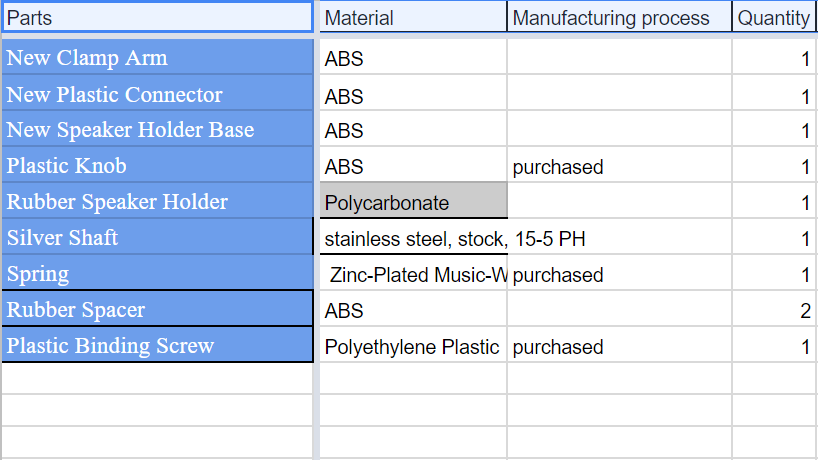 Parts Material Manufacturing process Quantity
New Clamp Arm ABS 1
New Plastic Connector ABS 1
New Speaker Holder Base ABS 1
Plastic Knob ABS purchased 1
Rubber Speaker Holder Polycarbonate 1
Silver Shaft stainless steel, stock, 15-5 PH 1
Spring Zinc-Plated Music-W purchased 1
Rubber Spacer ABS 2
Plastic Binding Screw Polyethylene Plastic purchased 1